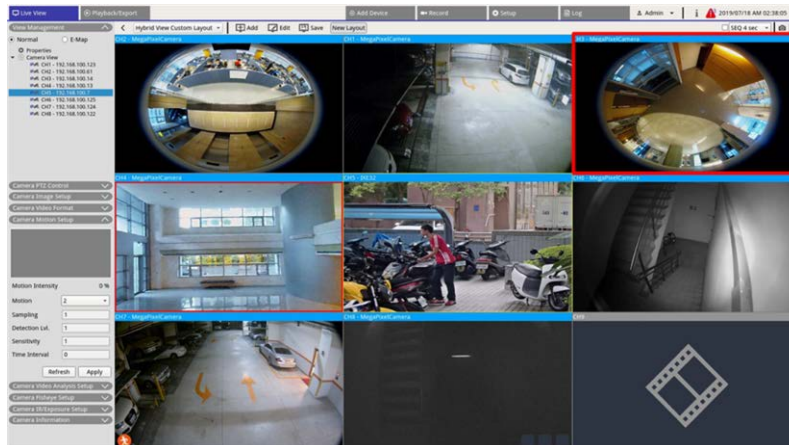 Live View
Playback/Export
Add Device
Record
Setup
Log
Admin
2019/07/18 AM 02:38:05
View Management
Hybrid View Custom Layout
Add
Edit
Save
New Layout
SEQ 4 sec
Normal
E-Map
Properties
Camera View
CH1 - 192.168.100.123
CH2 - 192.168.100.61
CH3 - 192.168.100.14
CH4 - 192.168.100.13
CH5 - 192.168.100.7
CH6 - 192.168.100.125
CH7 - 192.168.100.124
CH8 - 192.168.100.122
CH2 - MegaPixelCamera
CH1 - MegaPixelCamera
H3 - MegaPixelCamera
CH4 - MegaPixelCamera
CH5 - DJES2
CH6 - MegaPixelCamera
Camera PTZ Control
Camera Image Setup
Camera Video Format
Camera Motion Setup
Motion Intensity
0 %
Motion
2
Sampling
1
Detection Lvl.
1
Sensitivity
1
Time Interval
0
Refresh
Apply
CH7 - MegaPixelCamera
CH8 - MegaPixelCamera
CH9
Camera Video Analysis Setup
Camera Fisheye Setup
Camera IR/Exposure Setup
Camera Information